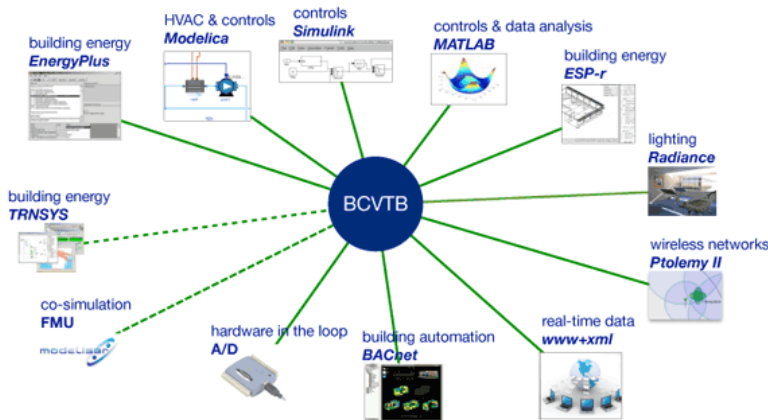 controls
Simulink
HVAC & controls
Modelica
controls & data analysis
MATLAB
building energy
EnergyPlus
building energy
ESP-r
lighting
Radiance
BCVTB
building energy
TRNSYS
wireless networks
Ptolemy II
co-simulation
FMU
modelisar
hardware in the loop
A/D
building automation
BACnet
real-time data
www+xml